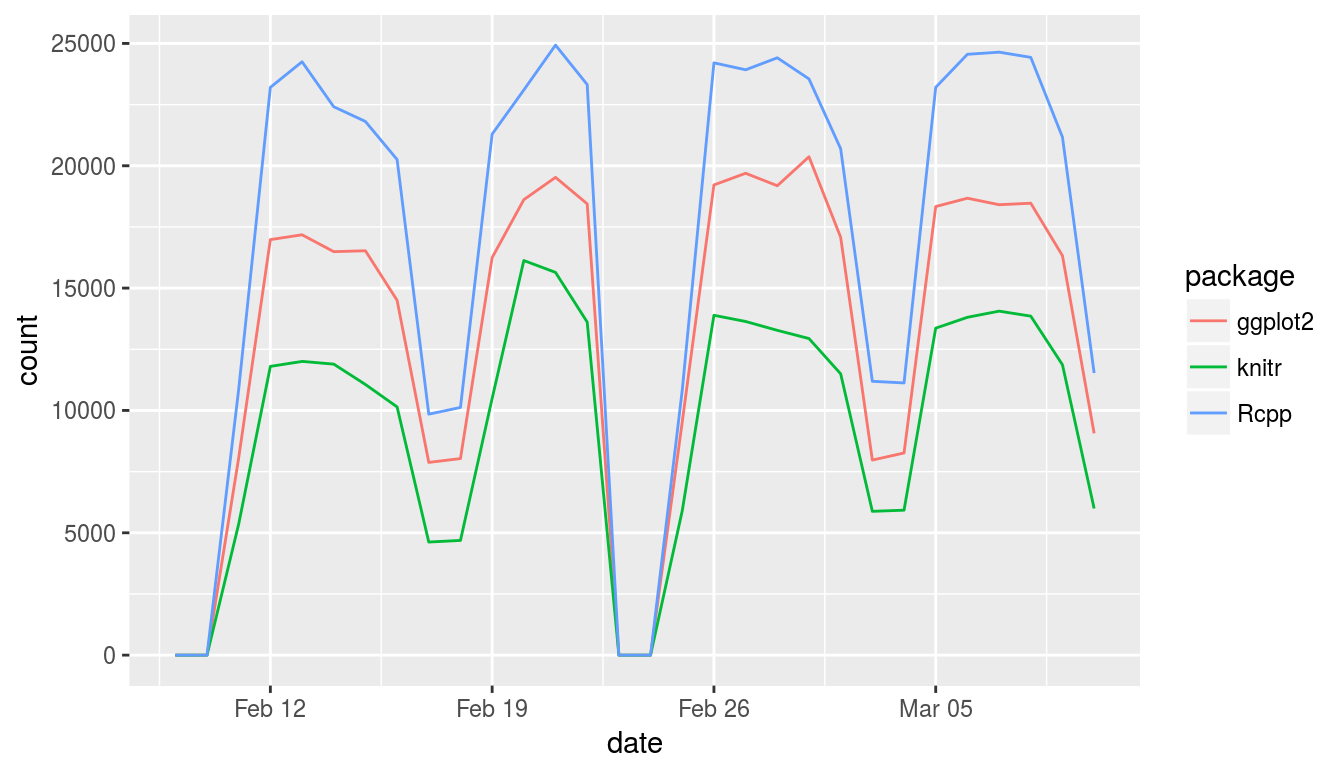 25000
20000
15000
10000
5000
0
count
Feb 12 Feb 19 Feb 26 Mar 05
date
package
ggplot2
knitr
Rcpp